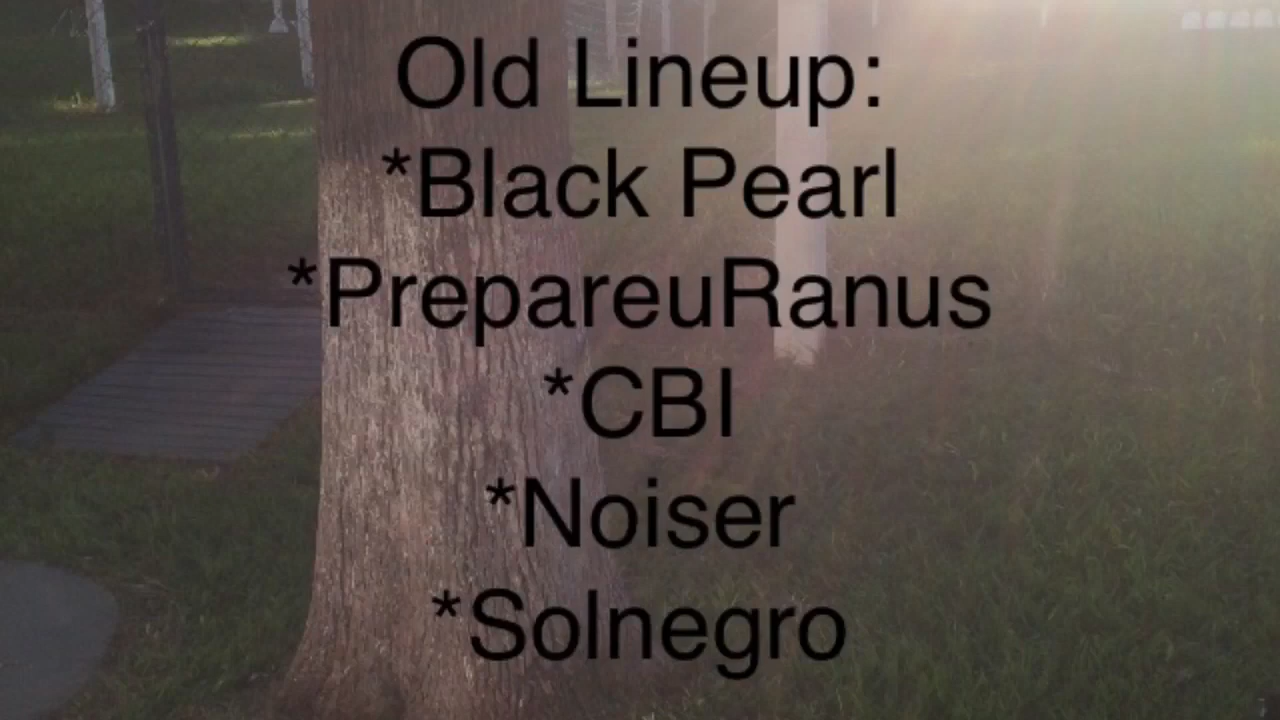 Old Lineup:
*Black Pearl
*PrepareuRanus
*CBI
*Noiser
*Solnegro